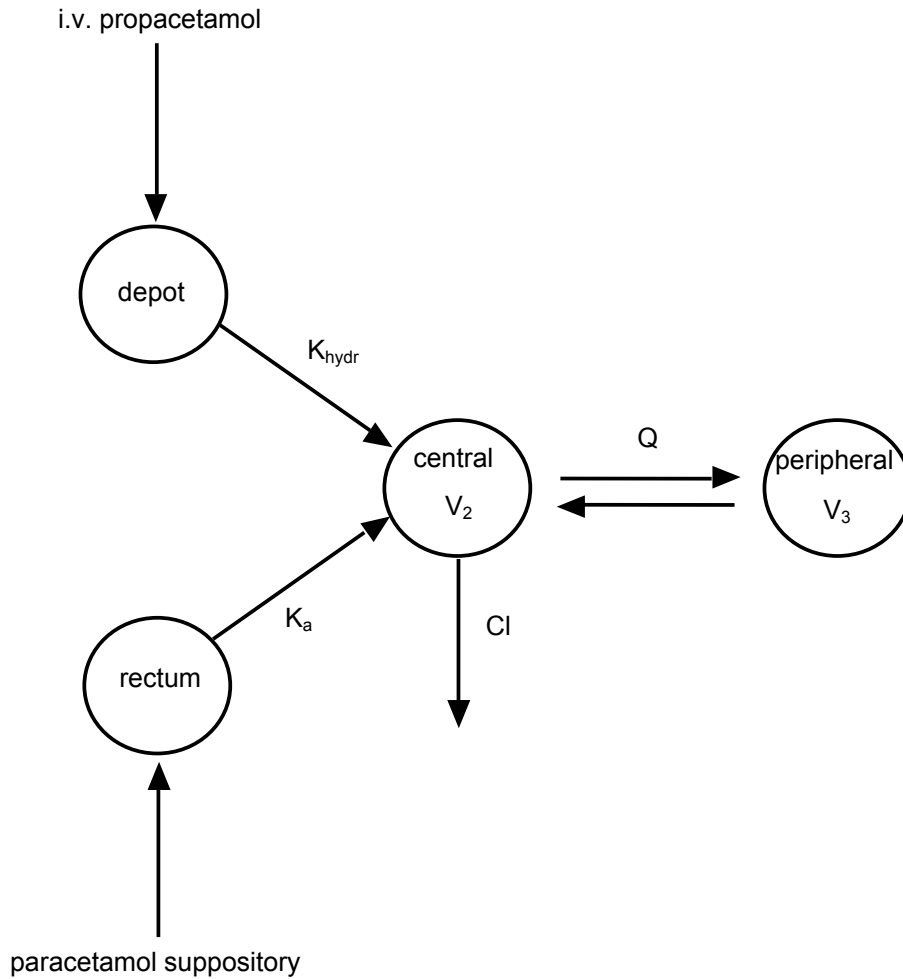 i.v. propacetamol
depot
K_hydr
central
V_2
Q
peripheral
V_3
K_a
Cl
rectum
paracetamol suppository